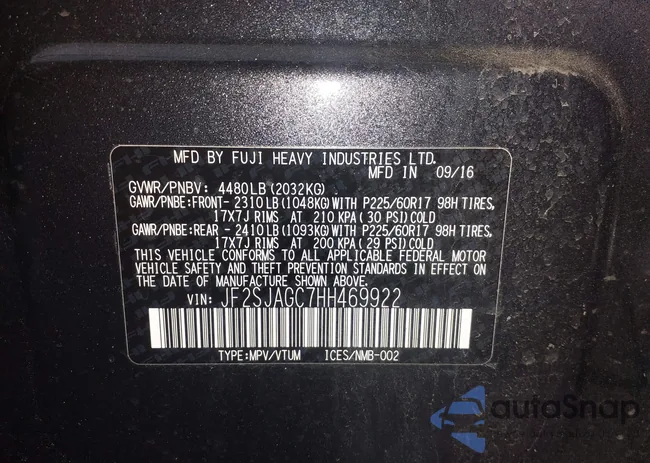 MFD BY FUJI HEAVY INDUSTRIES LTD.
MFD IN 09/16
GVWR/PNBV: 4480LB(2032KG)
GAWR/PNBE:FRONT- 2310LB(1048KG)WITH P225/60R17 98H TIRES,
17X7J RIMS AT 210 KPA(30 PSI)COLD
GAWR/PNBE:REAR - 2410LB(1093KG)WITH P225/60R17 98H TIRES,
17X7J RIMS AT 200 KPA(29 PSI)COLD
THIS VEHICLE CONFORMS TO ALL APPLICABLE FEDERAL MOTOR
VEHICLE SAFETY AND THEFT PREVENTION STANDARDS IN EFFECT ON
THE DATE OF MANUFACTURE SHOWN ABOVE.
VIN: JF2SJAGC7HH469922
TYPE:MPV/VTUM ICES/NMB-002
autoSnap